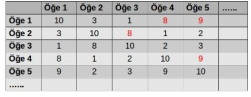 Öğe 1 Öğe 2 Öğe 3 Öğe 4 Öğe 5 ......
Öğe 1 10 3 1 8 9
Öğe 2 3 10 8 1 2
Öğe 3 1 8 10 2 3
Öğe 4 8 1 2 10 9
Öğe 5 9 2 3 9 10
......